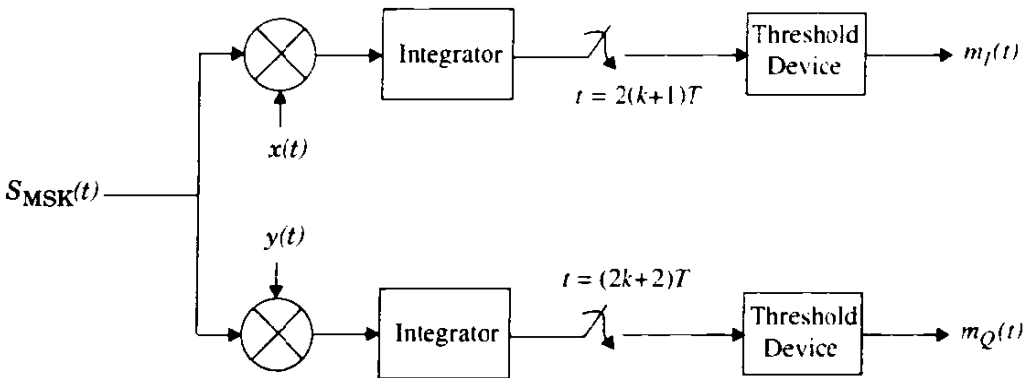 Integrator
Threshold
Device
m_I(t)
t = 2(k+1)T
x(t)
S_MSK(t)
y(t)
t = (2k+2)T
Integrator
Threshold
Device
m_Q(t)